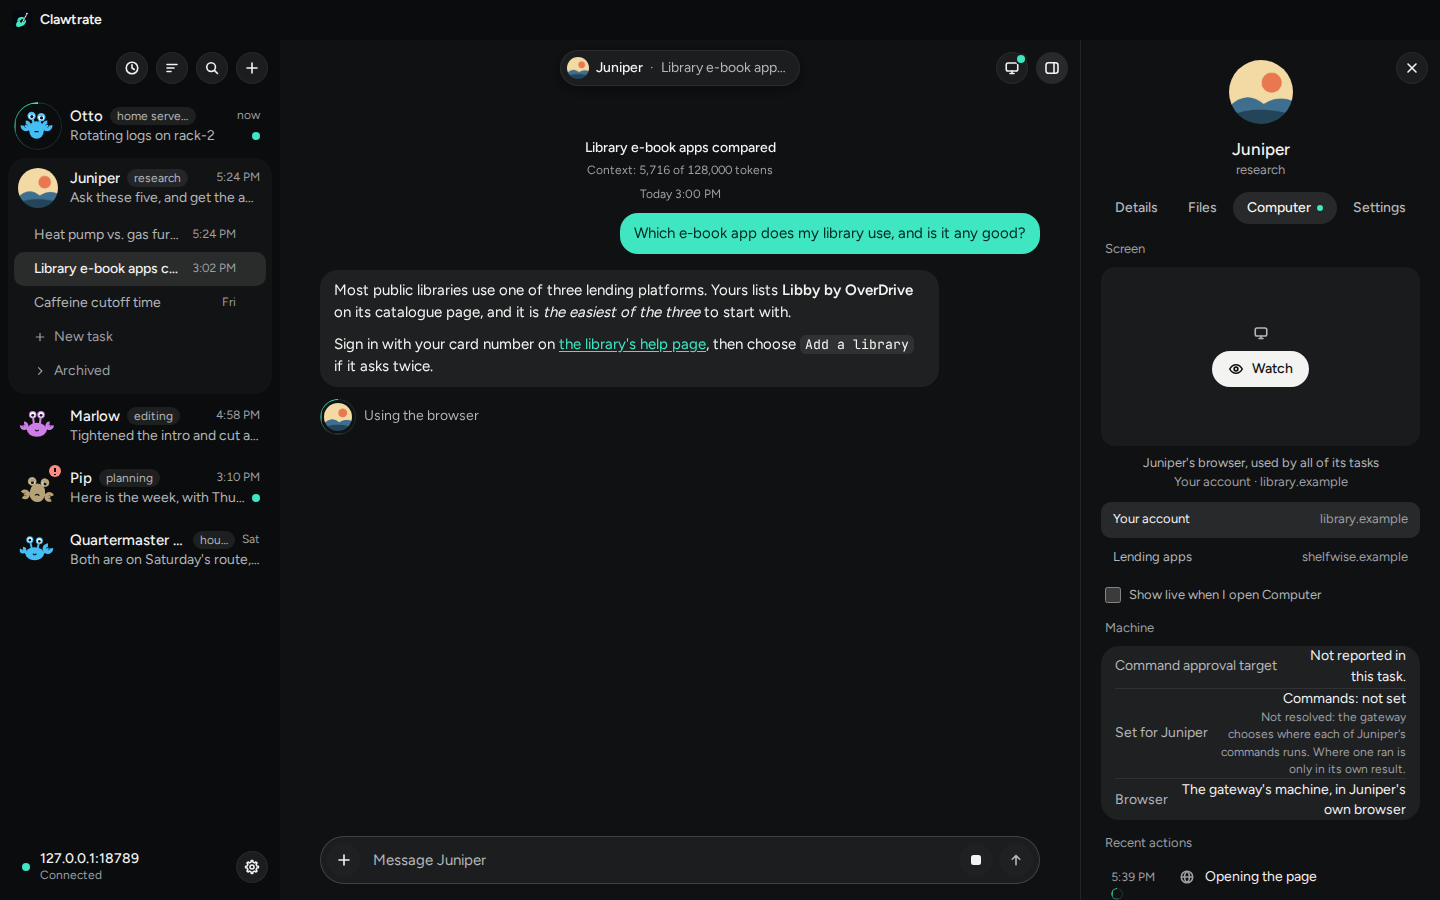 Clawtrate
Otto home serve... now
Rotating logs on rack-2
Juniper research 5:24 PM
Ask these five, and get the a...
Heat pump vs. gas fur... 5:24 PM
Library e-book apps c... 3:02 PM
Caffeine cutoff time Fri
+ New task
> Archived
Marlow editing 4:58 PM
Tightened the intro and cut a...
Pip planning 3:10 PM
Here is the week, with Thu...
Quartermaster ... hou... Sat
Both are on Saturday's route,...
127.0.0.1:18789
Connected
Juniper · Library e-book app...
Library e-book apps compared
Context: 5,716 of 128,000 tokens
Today 3:00 PM
Which e-book app does my library use, and is it any good?
Most public libraries use one of three lending platforms. Yours lists Libby by OverDrive
on its catalogue page, and it is the easiest of the three to start with.
Sign in with your card number on the library's help page, then choose Add a library
if it asks twice.
Using the browser
Message Juniper
Juniper
research
Details Files Computer Settings
Screen
Watch
Juniper's browser, used by all of its tasks
Your account · library.example
Your account library.example
Lending apps shelfwise.example
Show live when I open Computer
Machine
Command approval target Not reported in
this task.
Set for Juniper Commands: not set
Not resolved: the gateway
chooses where each of Juniper's
commands runs. Where one ran is
only in its own result.
Browser The gateway's machine, in Juniper's
own browser
Recent actions
5:39 PM Opening the page